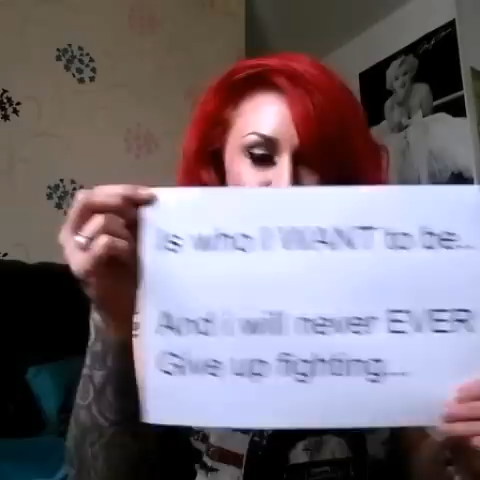 Is who I WANT to be...
And i will never EVER
Give up fighting...